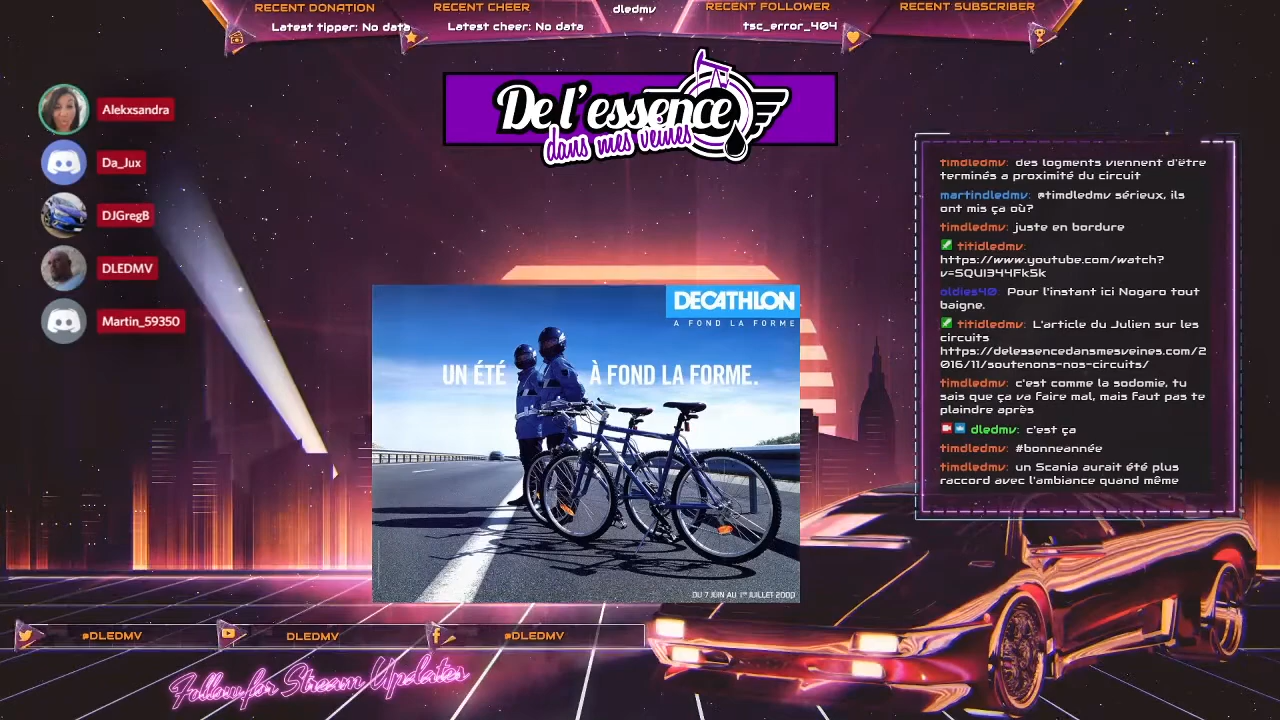 RECENT DONATION
Latest tipper: No data
RECENT CHEER
Latest cheer: No data
dledmv
RECENT FOLLOWER
tsc_error_404
RECENT SUBSCRIBER
De l'essence
dans mes veines
Alekxsandra
Da_Jux
DJGregB
DLEDMV
Martin_59350
DECATHLON
A FOND LA FORME
UN ÉTÉ À FOND LA FORME.
DU 7 JUIN AU 1er JUILLET 2000
timdledmv: des logments viennent d'être
terminés a proximité du circuit
martindledmv: @timdledmv sérieux, ils
ont mis ça où?
timdledmv: juste en bordure
titidledmv:
https://www.youtube.com/watch?
v=SQUI344FkSk
oldies40: Pour l'instant ici Nogaro tout
baigne.
titidledmv: L'article du Julien sur les
circuits
https://delessencedansmesveines.com/2
016/11/soutenons-nos-circuits/
timdledmv: c'est comme la sodomie, tu
sais que ça va faire mal, mais faut pas te
plaindre après
dledmv: c'est ça
timdledmv: #bonneannée
timdledmv: un Scania aurait été plus
raccord avec l'ambiance quand même
@DLEDMV
DLEDMV
@DLEDMV
Follow for Stream Updates